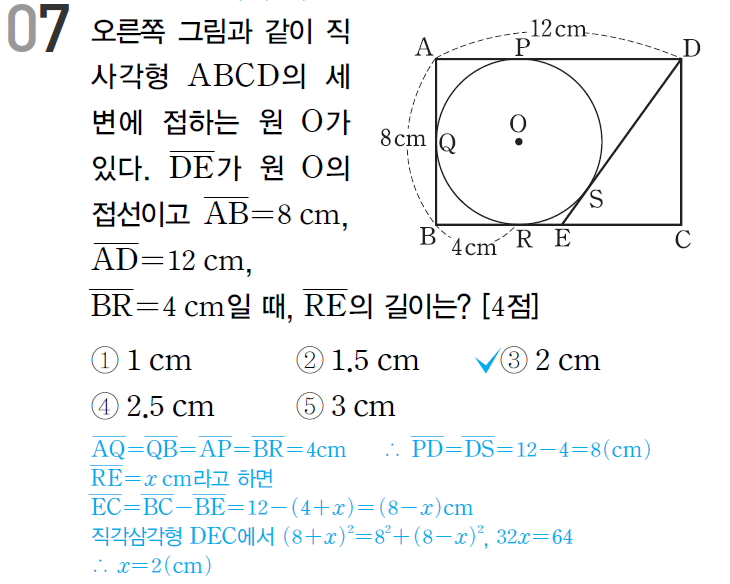 07
오른쪽 그림과 같이 직
사각형 ABCD의 세
변에 접하는 원 O가
있다. DE가 원 O의
접선이고 AB=8 cm,
AD=12 cm,
BR=4 cm일 때, RE의 길이는? [4점]
12cm
A P D
8cm Q O
S
B 4cm R E C
① 1 cm ② 1.5 cm ③ 2 cm
④ 2.5 cm ⑤ 3 cm
AQ=QB=AP=BR=4cm ∴ PD=DS=12-4=8(cm)
RE=x cm라고 하면
EC=BC-BE=12-(4+x)=(8-x)cm
직각삼각형 DEC에서 (8+x)²=8²+(8-x)², 32x=64
∴ x=2(cm)